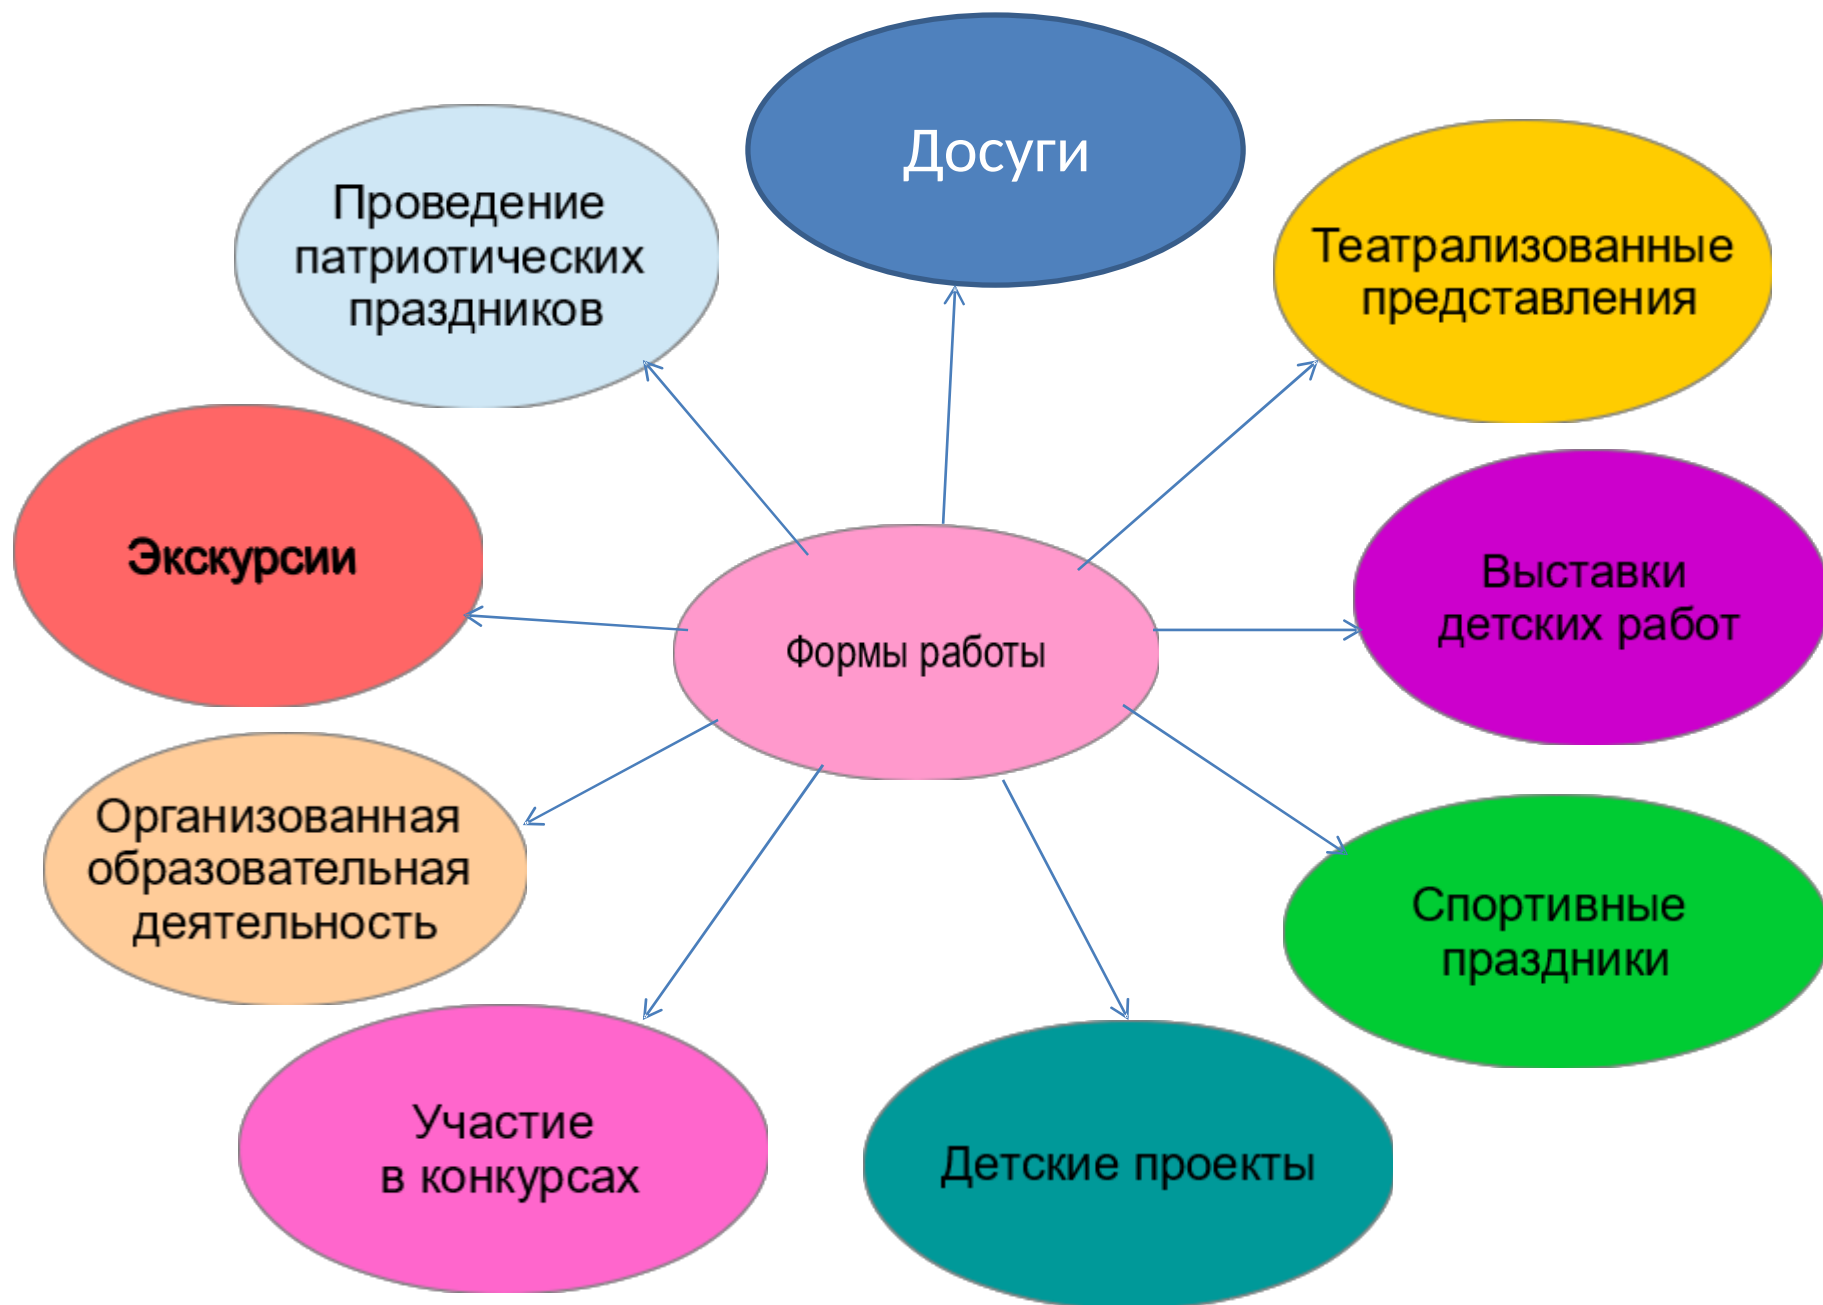 Досуги
Проведение
патриотических
праздников
Театрализованные
представления
Экскурсии
Выставки
детских работ
Формы работы
Организованная
образовательная
деятельность
Спортивные
праздники
Участие
в конкурсах
Детские проекты